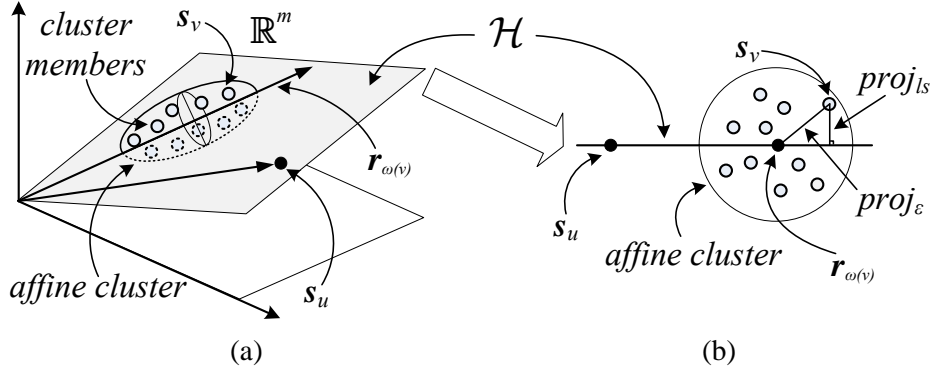 cluster
members
s_v
ℝ^m
ℋ
r_ω(v)
affine cluster
s_u
(a)
s_v
proj_ls
s_u
affine cluster
proj_ε
r_ω(v)
(b)